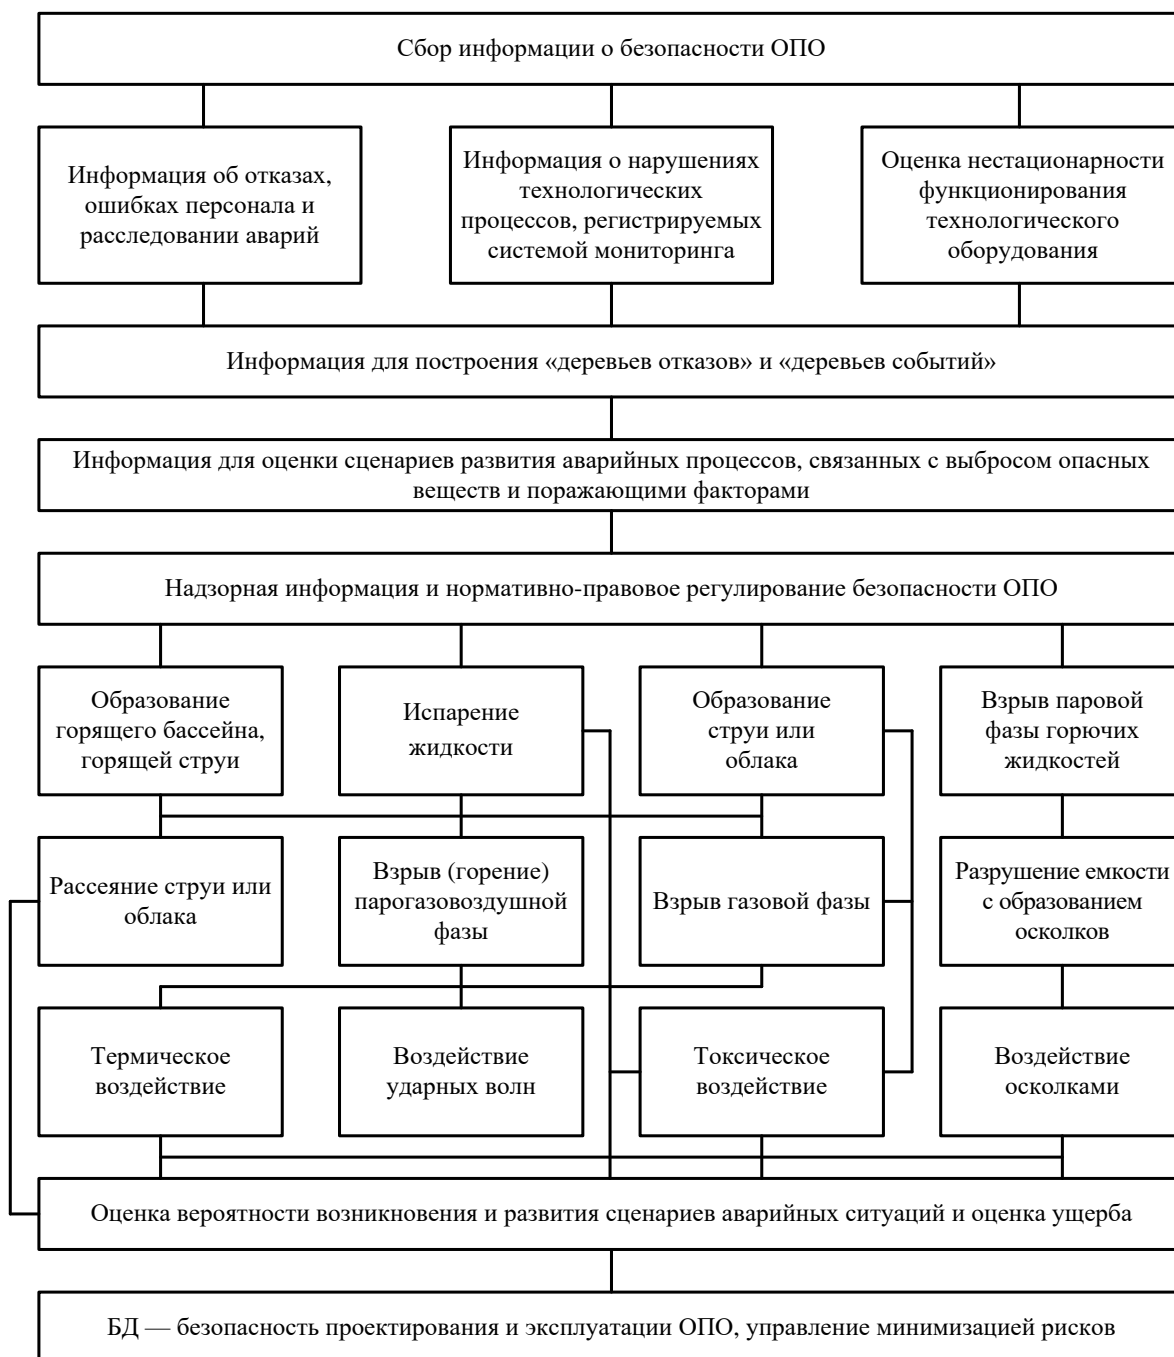 Сбор информации о безопасности ОПО
Информация об отказах,
ошибках персонала и
расследовании аварий
Информация о нарушениях
технологических
процессов, регистрируемых
системой мониторинга
Оценка нестационарности
функционирования
технологического
оборудования
Информация для построения «деревьев отказов» и «деревьев событий»
Информация для оценки сценариев развития аварийных процессов, связанных с выбросом опасных
веществ и поражающими факторами
Надзорная информация и нормативно-правовое регулирование безопасности ОПО
Образование
горящего бассейна,
горящей струи
Испарение
жидкости
Образование
струи или
облака
Взрыв паровой
фазы горючих
жидкостей
Рассеяние струи или
облака
Взрыв (горение)
парогазовоздушной
фазы
Взрыв газовой фазы
Разрушение емкости
с образованием
осколков
Термическое
воздействие
Воздействие
ударных волн
Токсическое
воздействие
Воздействие
осколками
Оценка вероятности возникновения и развития сценариев аварийных ситуаций и оценка ущерба
БД — безопасность проектирования и эксплуатации ОПО, управление минимизацией рисков